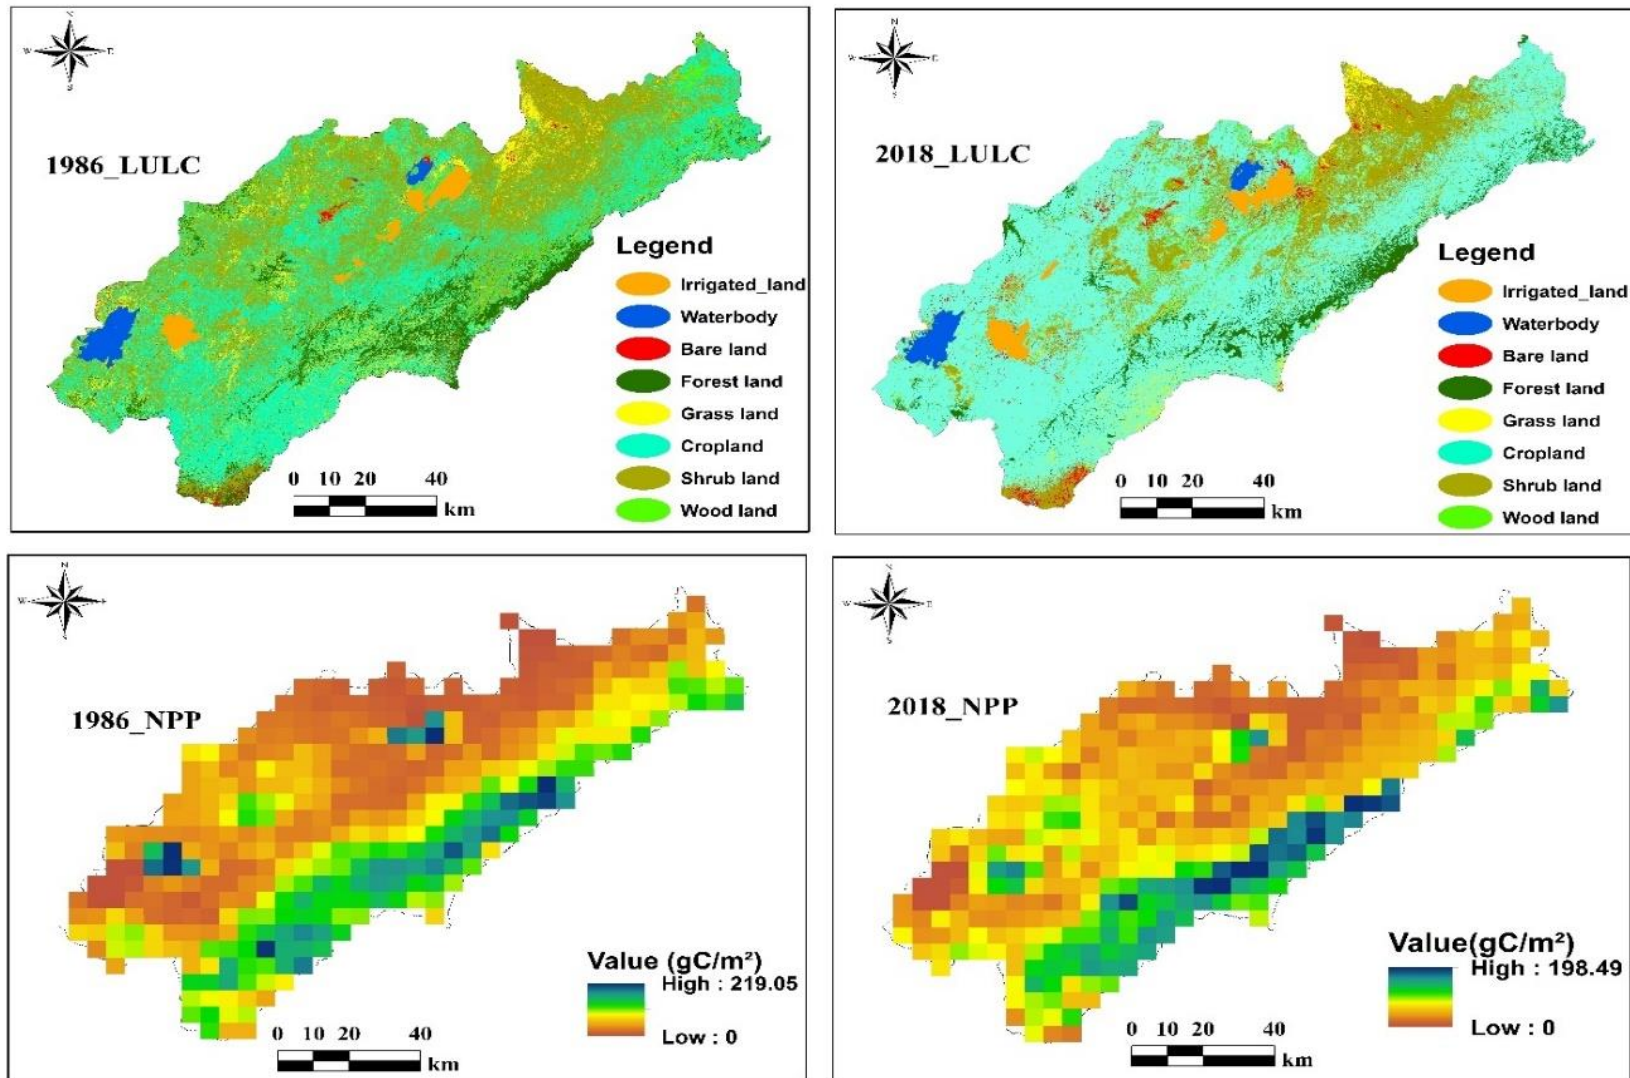 N
W
E
S
1986_LULC
Legend
Irrigated_land
Waterbody
Bare land
Forest land
Grass land
Cropland
Shrub land
Wood land
0 10 20 40
km
N
W
E
S
2018_LULC
Legend
Irrigated_land
Waterbody
Bare land
Forest land
Grass land
Cropland
Shrub land
Wood land
0 10 20 40
km
N
W
E
S
1986_NPP
Value (gC/m²)
High : 219.05
Low : 0
0 10 20 40
km
N
W
E
S
2018_NPP
Value(gC/m²)
High : 198.49
Low : 0
0 10 20 40
km